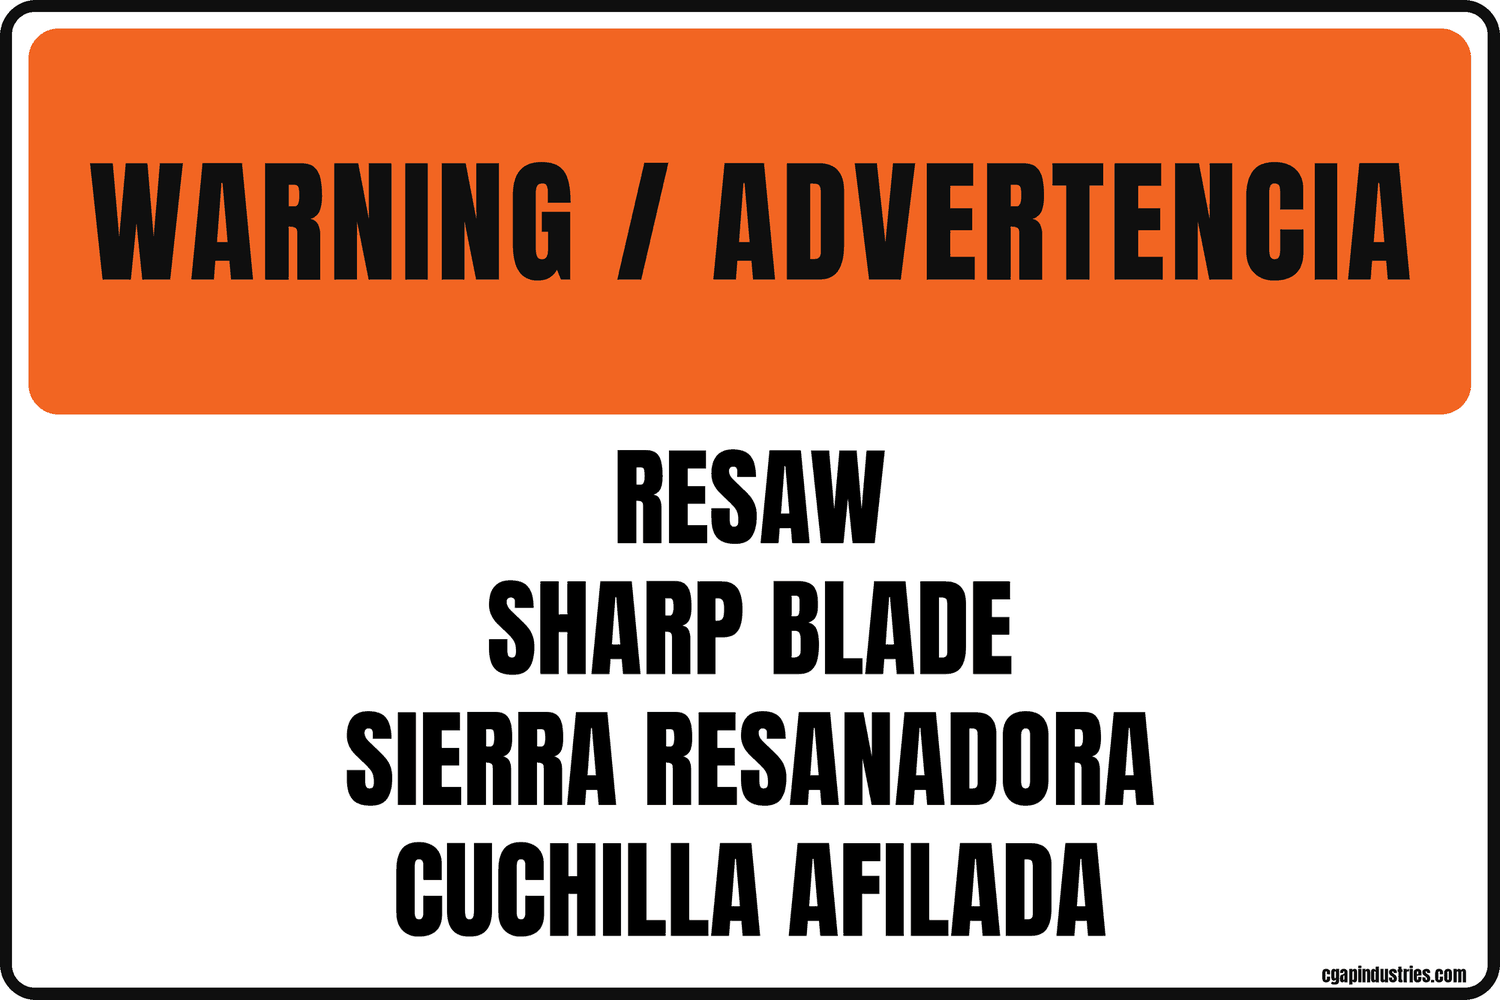 WARNING / ADVERTENCIA
RESAW
SHARP BLADE
SIERRA RESANADORA
CUCHILLA AFILADA
cgapindustries.com